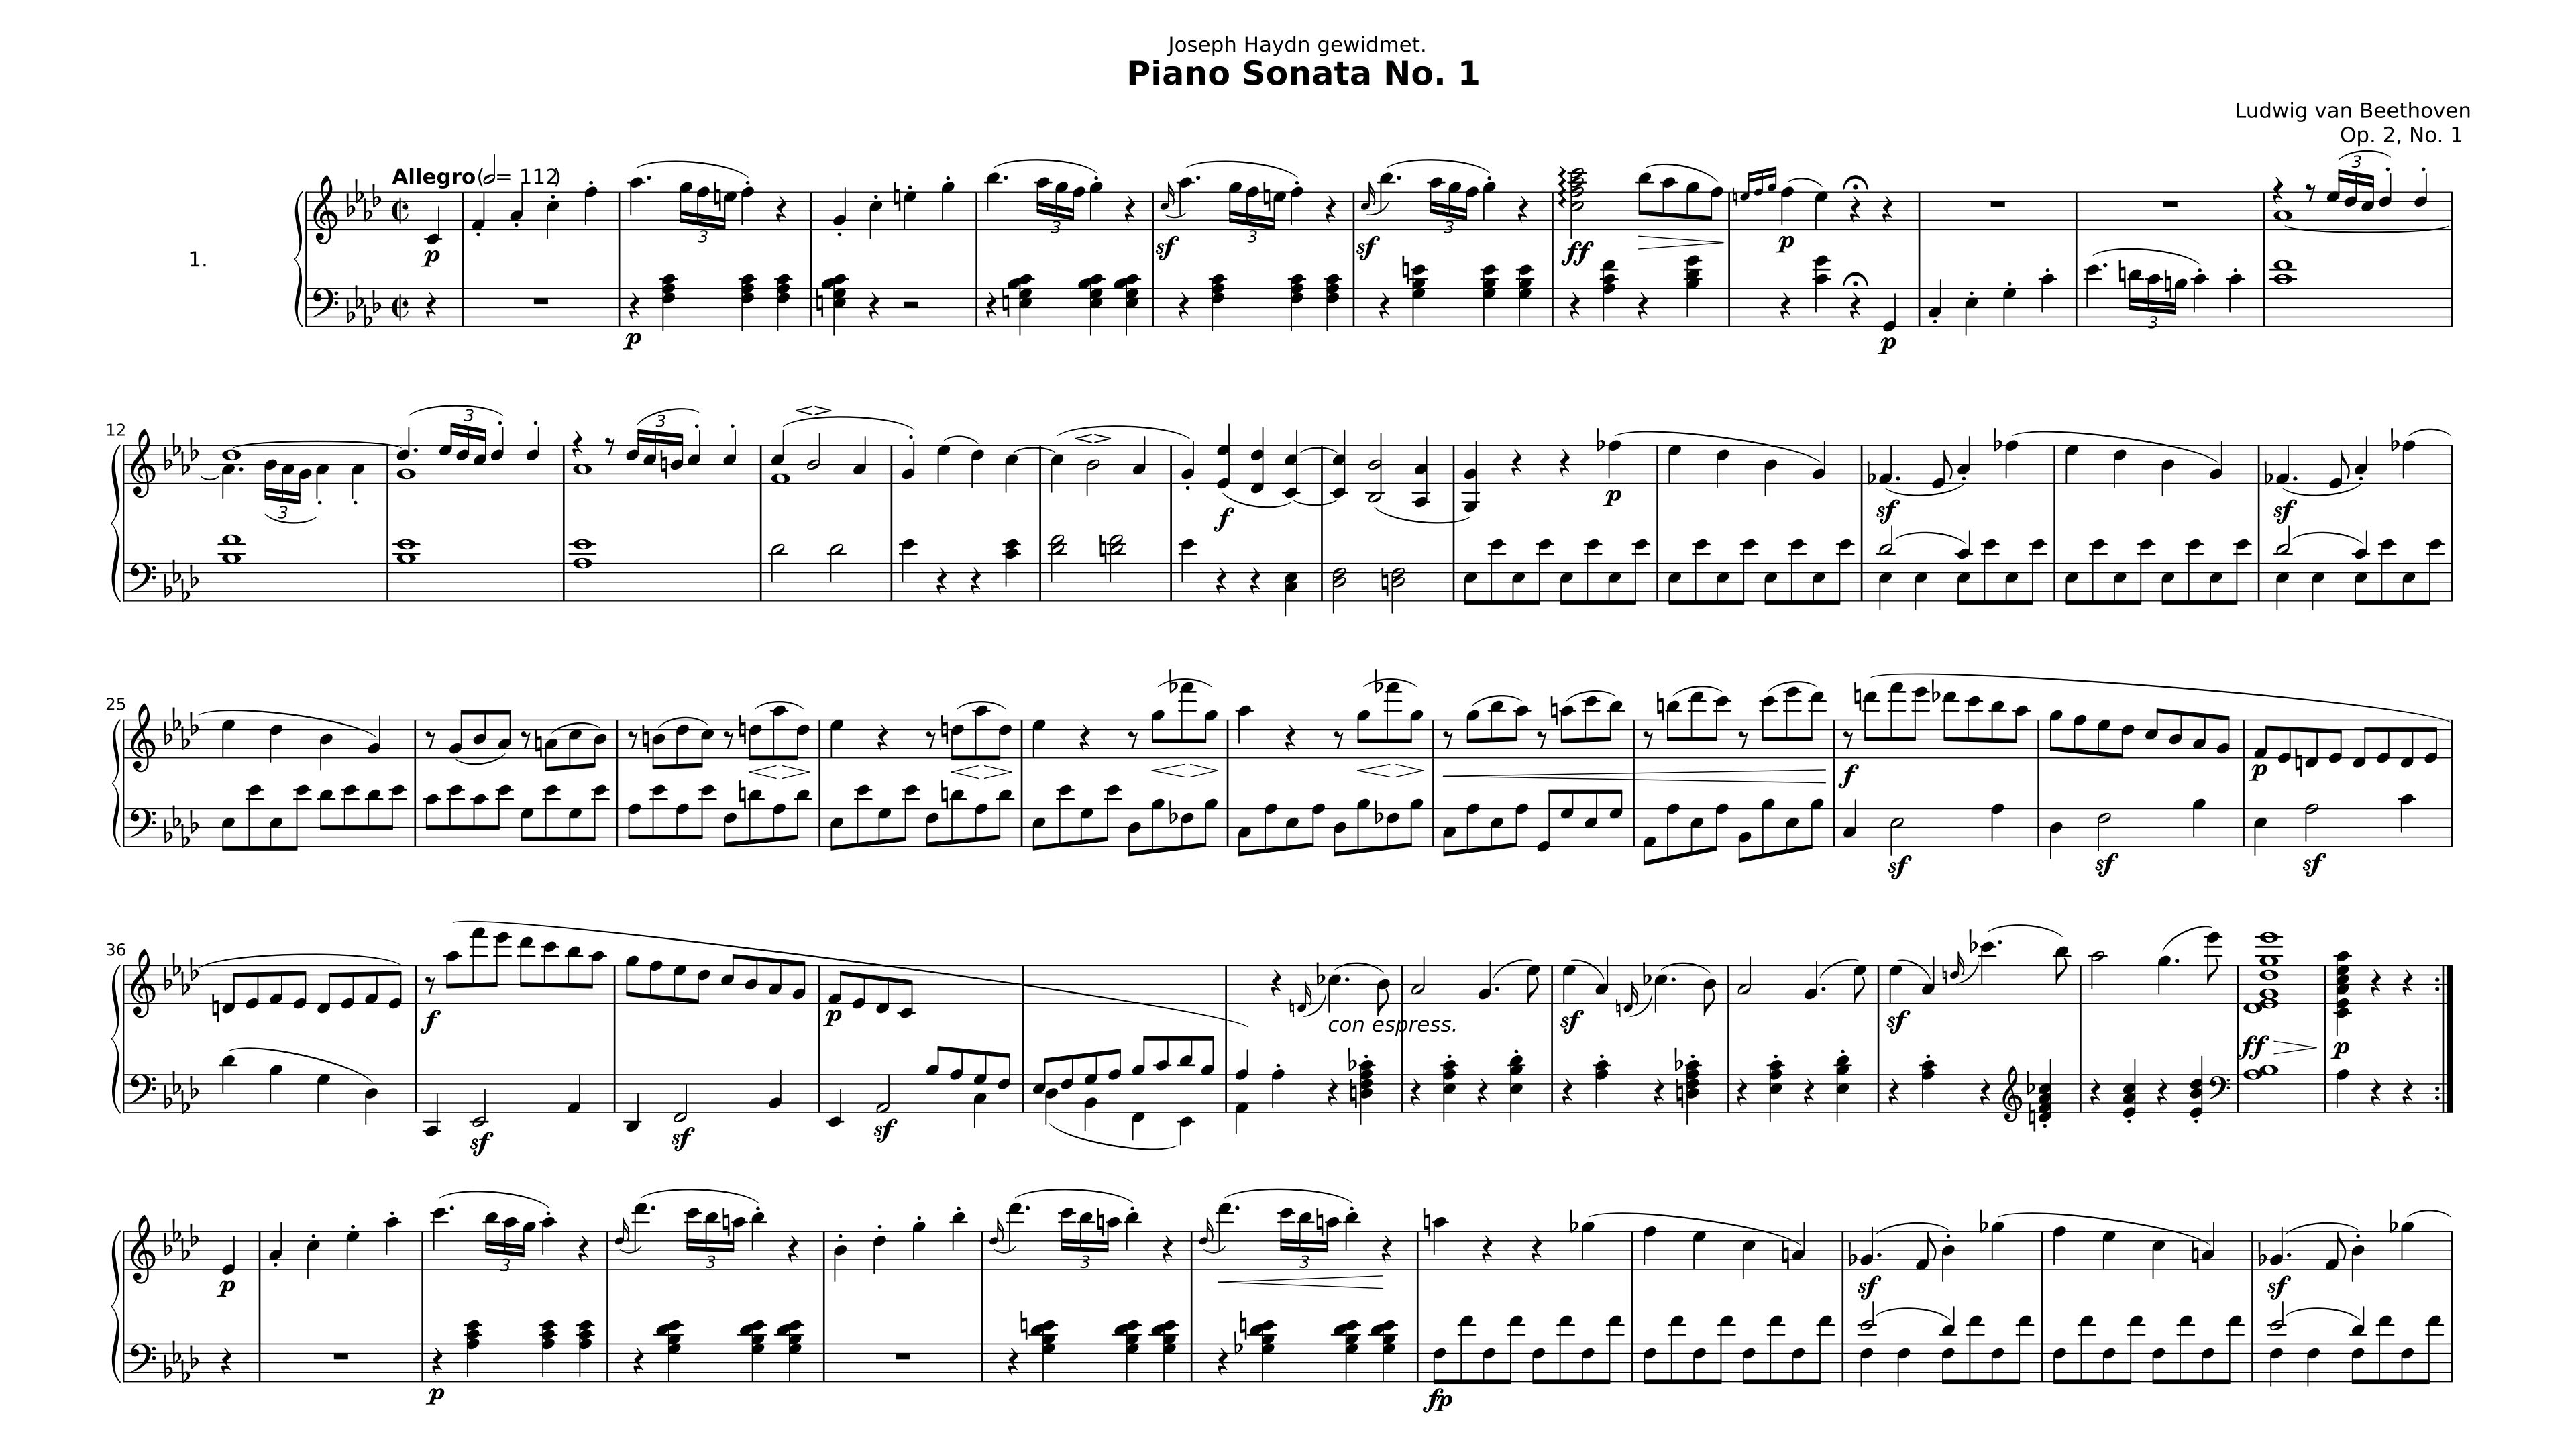 Joseph Haydn gewidmet.
Piano Sonata No. 1
Ludwig van Beethoven
Op. 2, No. 1
Allegro (𝅗𝅥 = 112)
1.
p
3
3
3
sf
3
sf
3
ff
p
p
p
3
3
12
3
3
3
f
p
sf
sf
25
f
p
sf
sf
sf
36
f
p
sf
sf
sf
con espress.
sf
sf
ff
p
p
3
3
3
3
sf
sf
p
fp